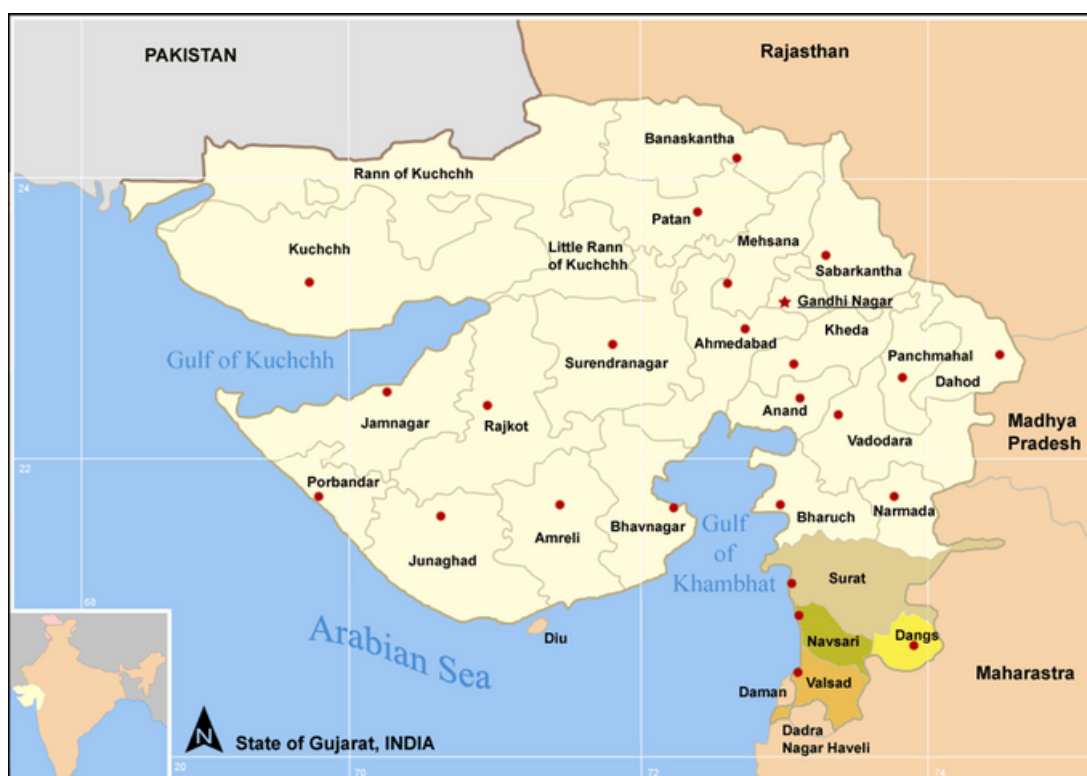 PAKISTAN
Rajasthan
Banaskantha
24
Rann of Kuchchh
Patan
Mehsana
Kuchchh
Little Rann
of Kuchchh
Sabarkantha
Gandhi Nagar
Kheda
Ahmedabad
Gulf of Kuchchh
Surendranagar
Panchmahal
Dahod
Anand
Jamnagar
Rajkot
Vadodara
Madhya
Pradesh
22
Porbandar
Narmada
Bharuch
Bhavnagar
Amreli
Junaghad
Gulf
of
Khambhat
Surat
68
Arabian Sea
Diu
Navsari
Dangs
Maharastra
Valsad
Daman
Dadra
Nagar Haveli
N
State of Gujarat, INDIA
20
70
72
74